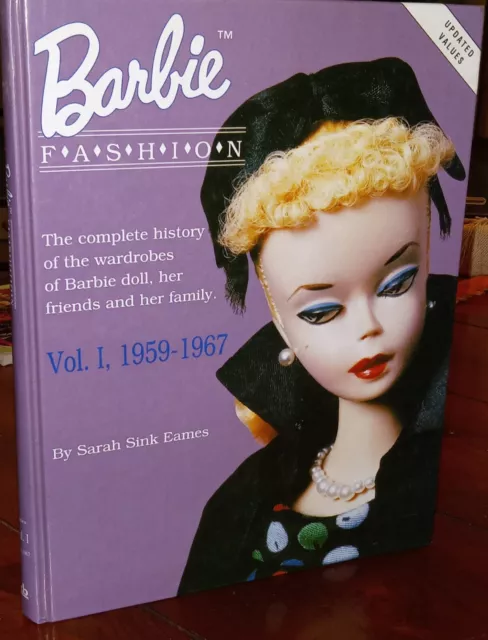 Barbie™
FASHION
UPDATED
VALUES
The complete history
of the wardrobes
of Barbie doll, her
friends and her family.
Vol. I, 1959-1967
By Sarah Sink Eames